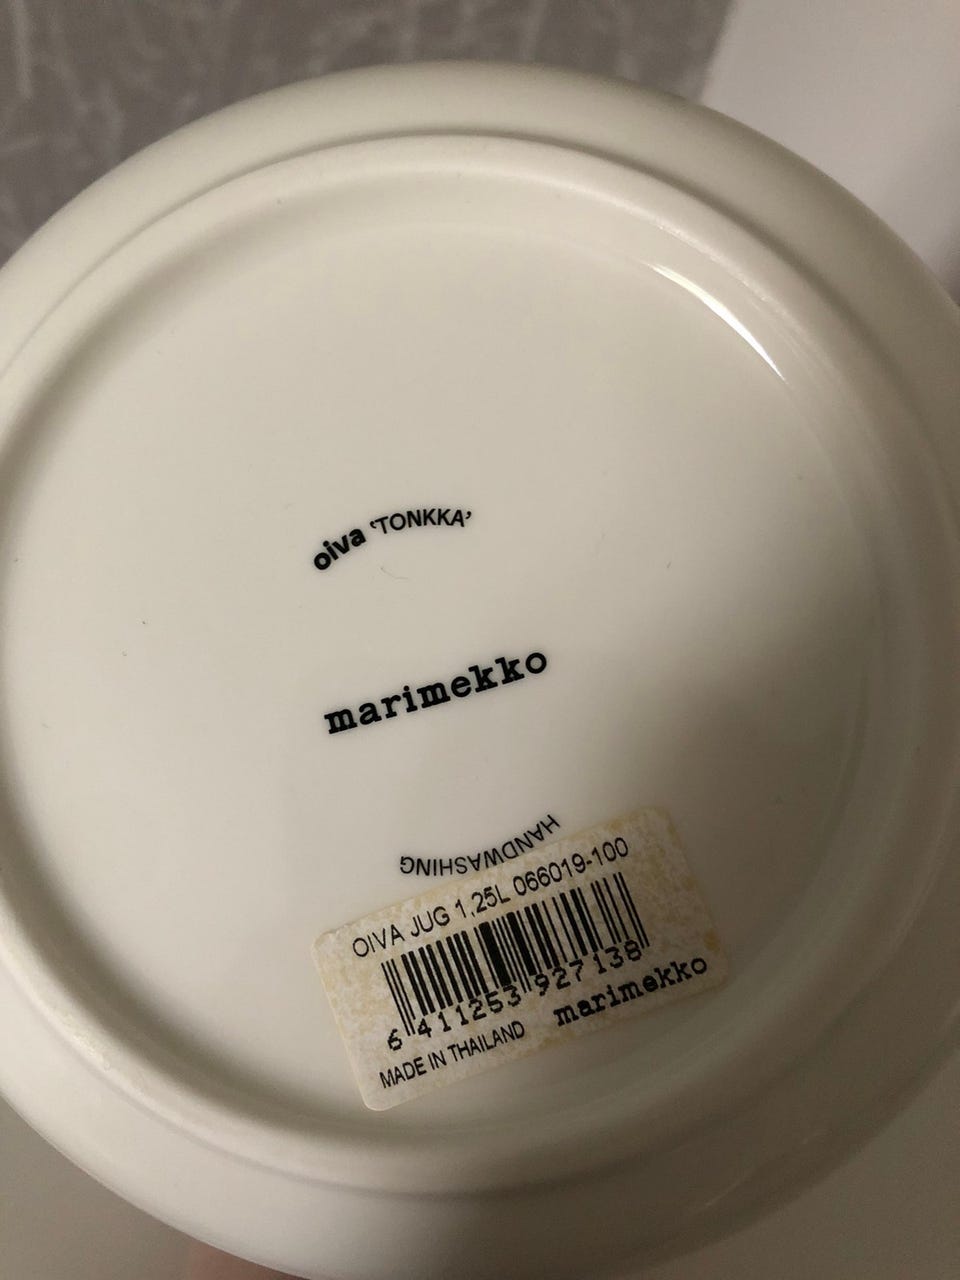 oiva ‘TONKKA’
marimekko
HANDWASHING
OIVA JUG 1,25L 066019-100
6 411253 927138
MADE IN THAILAND marimekko